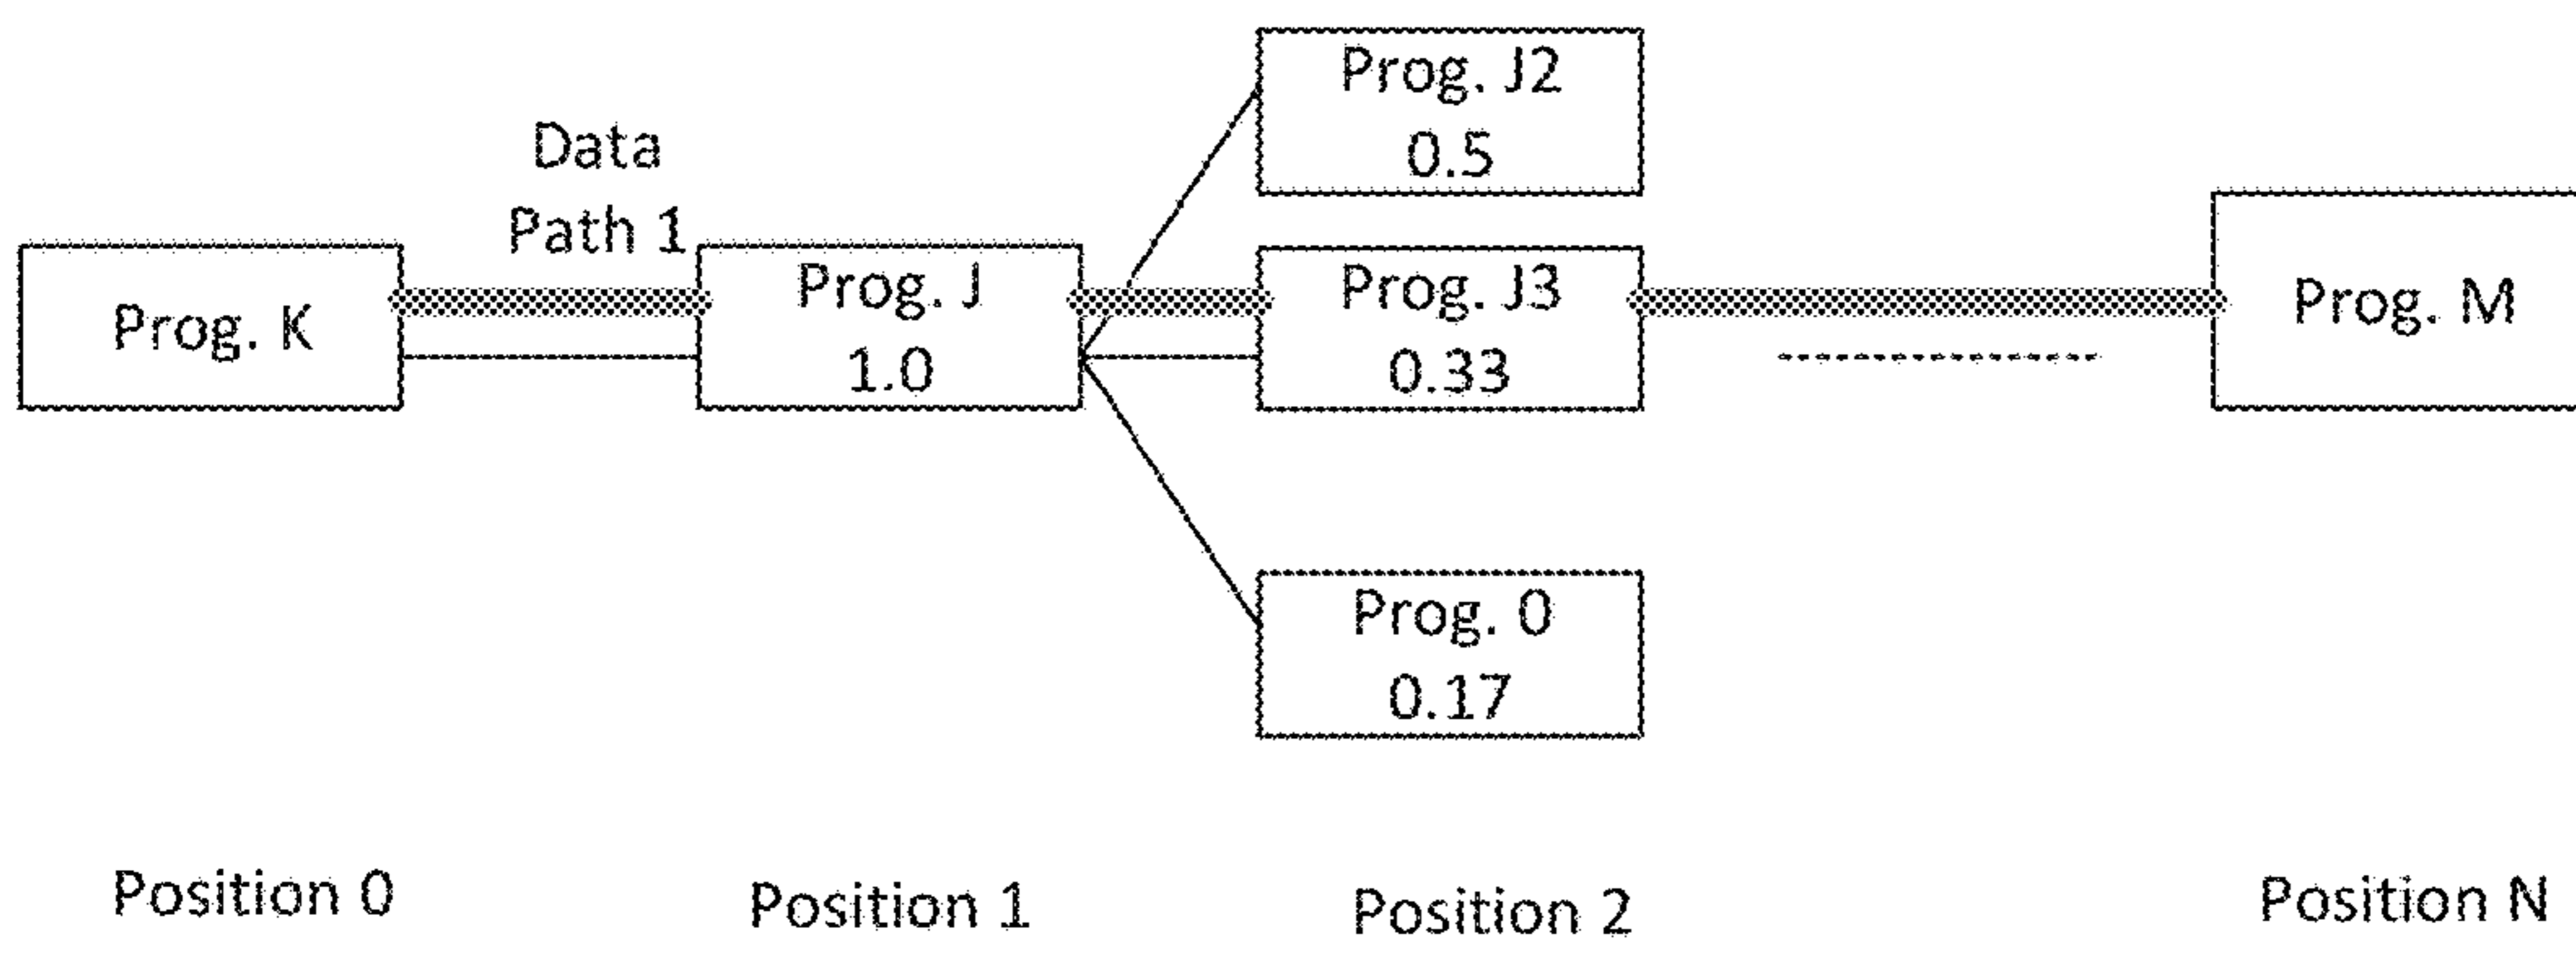 Prog. J2
0.5
Data
Path 1
Prog. K
Prog. J
1.0
Prog. J3
0.33
Prog. M
Prog. 0
0.17
Position 0
Position 1
Position 2
Position N